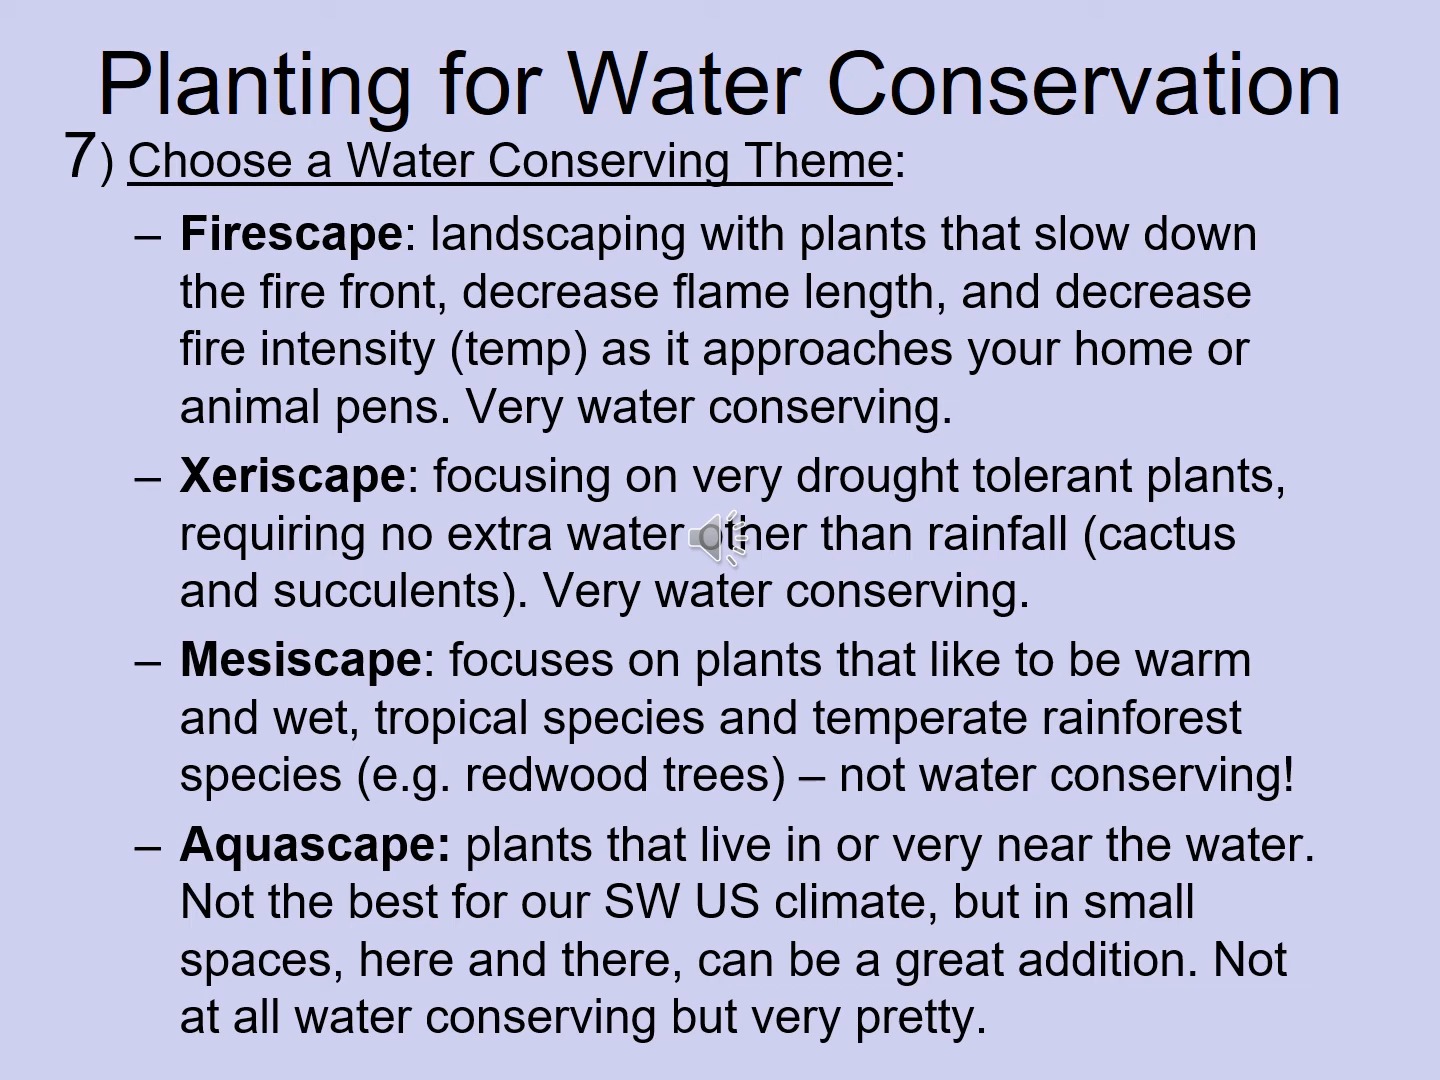 Planting for Water Conservation
7) Choose a Water Conserving Theme:
– Firescape: landscaping with plants that slow down
the fire front, decrease flame length, and decrease
fire intensity (temp) as it approaches your home or
animal pens. Very water conserving.
– Xeriscape: focusing on very drought tolerant plants,
requiring no extra water other than rainfall (cactus
and succulents). Very water conserving.
– Mesiscape: focuses on plants that like to be warm
and wet, tropical species and temperate rainforest
species (e.g. redwood trees) – not water conserving!
– Aquascape: plants that live in or very near the water.
Not the best for our SW US climate, but in small
spaces, here and there, can be a great addition. Not
at all water conserving but very pretty.